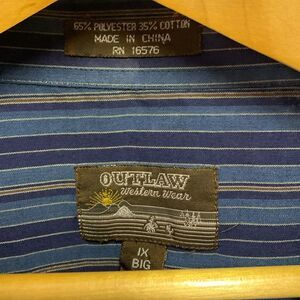 65% POLYESTER 35% COTTON
MADE IN CHINA
RN 16576
OUTLAW
Western Wear
1X
BIG